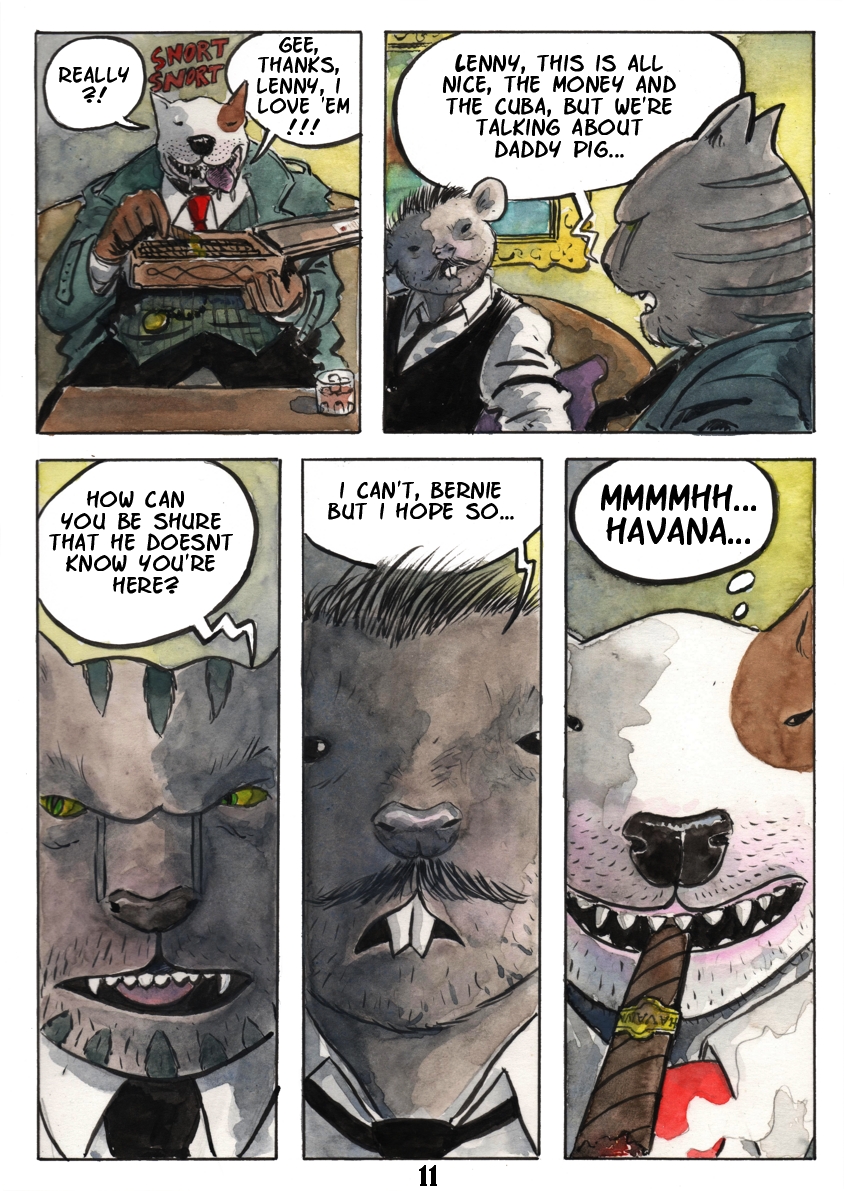 REALLY
?!
SNORT
SNORT
GEE,
THANKS,
LENNY, I
LOVE 'EM
!!!
LENNY, THIS IS ALL
NICE, THE MONEY AND
THE CUBA, BUT WE'RE
TALKING ABOUT
DADDY PIG...
HOW CAN
YOU BE SHURE
THAT HE DOESNT
KNOW YOU'RE
HERE?
I CAN'T, BERNIE
BUT I HOPE SO...
MMMMHH...
HAVANA...
HAVANA
11